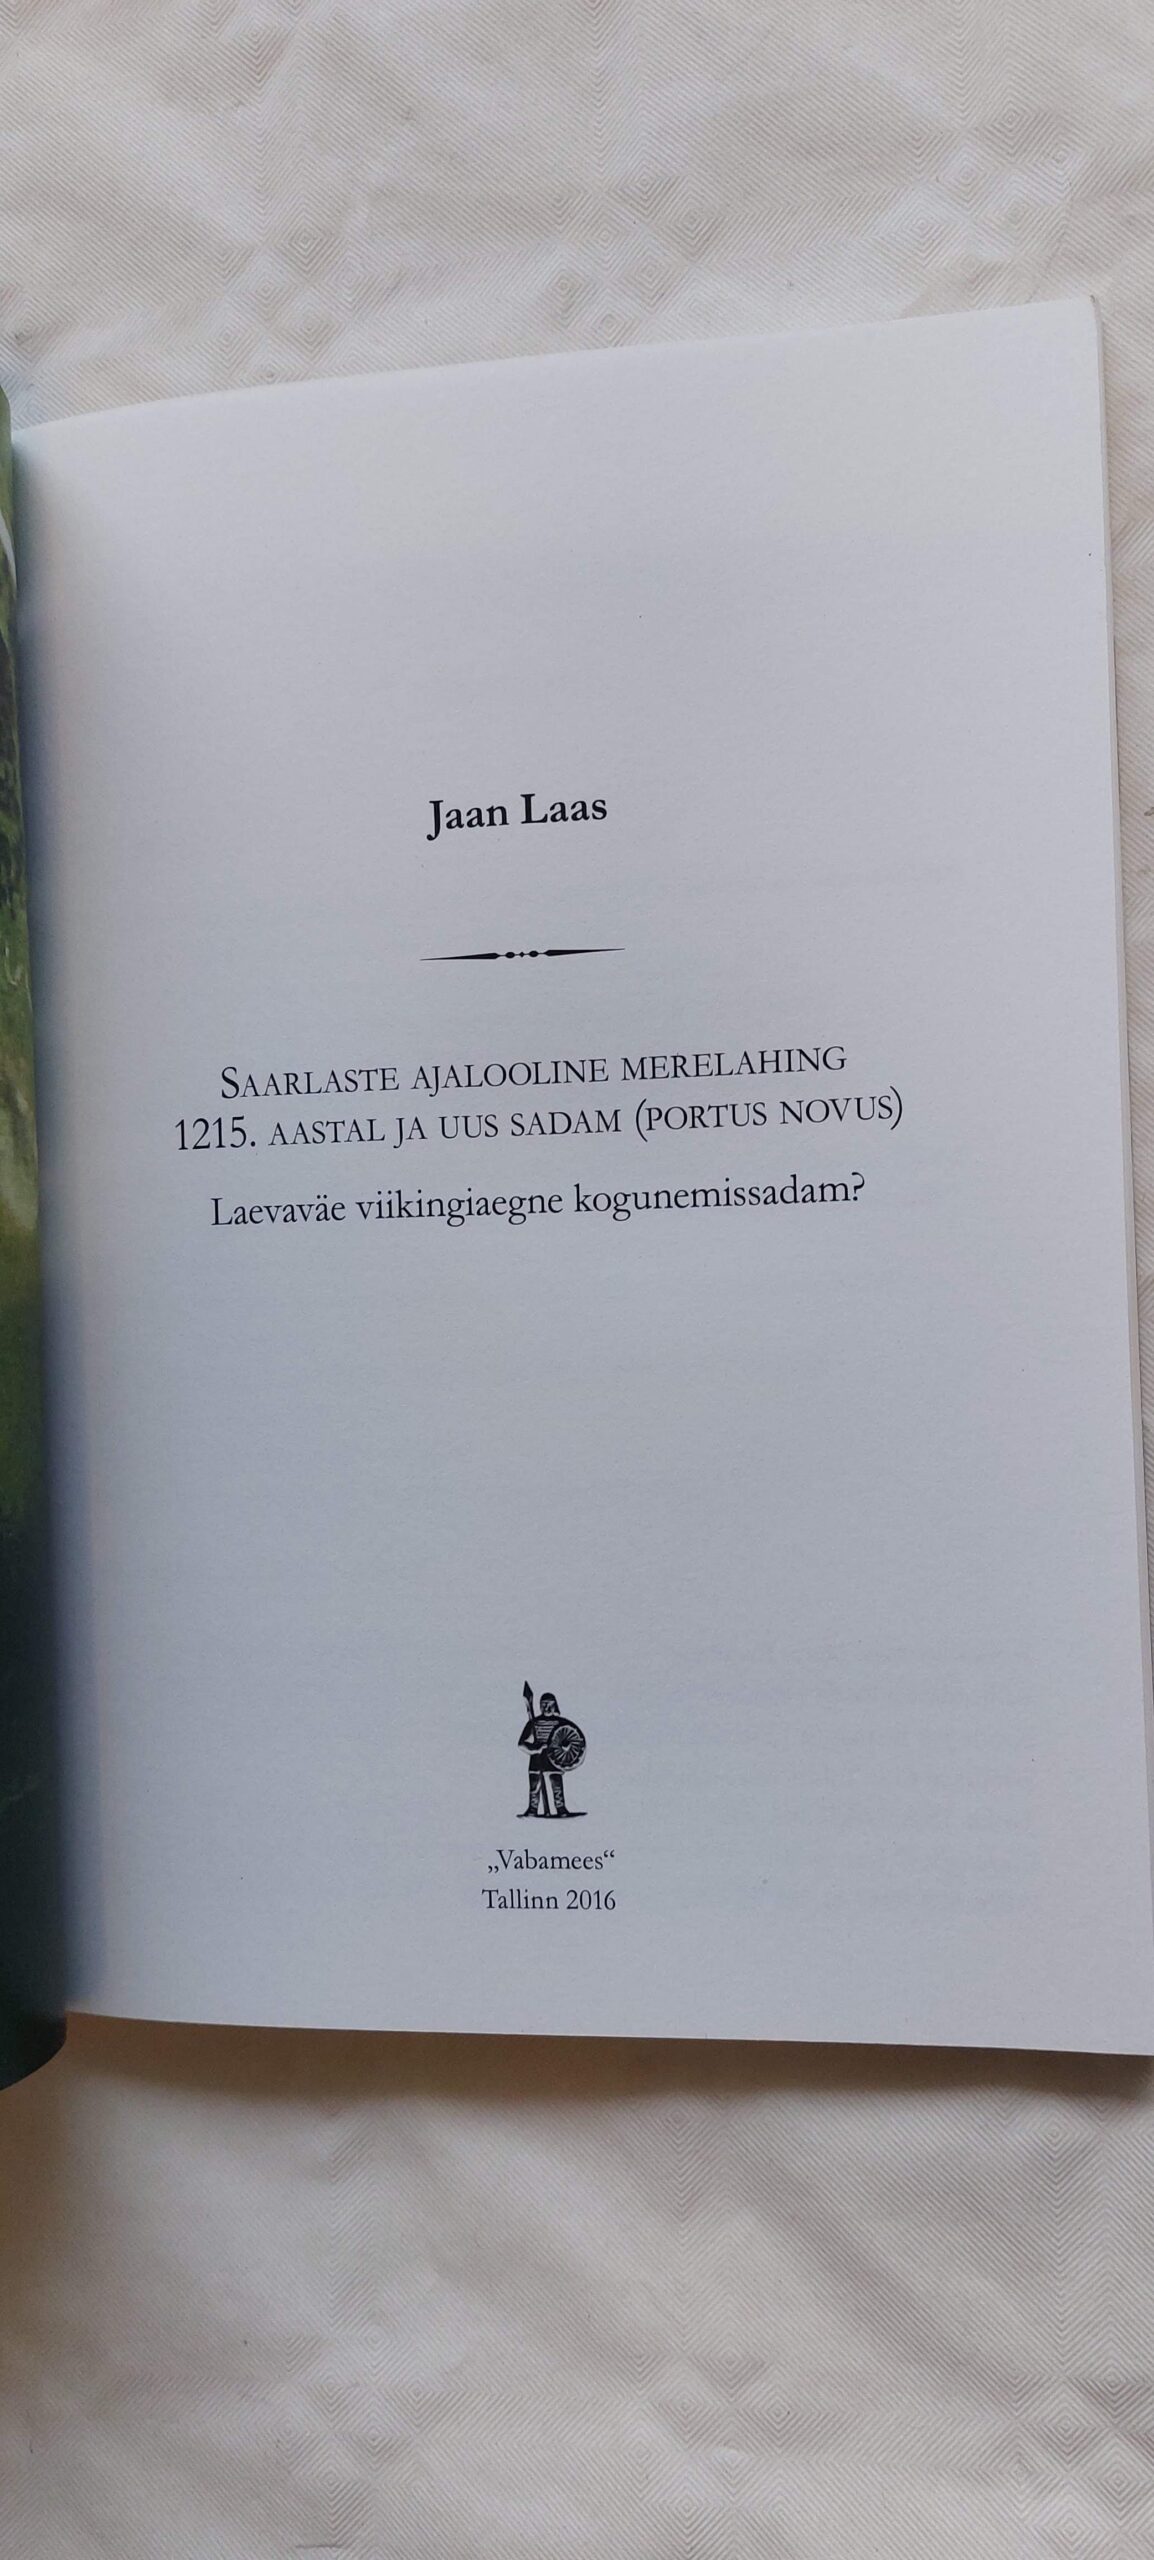 Jaan Laas
Saarlaste ajalooline merelahing
1215. aastal ja uus sadam (portus novus)
Laevaväe viikingiaegne kogunemissadam?
„Vabamees“
Tallinn 2016